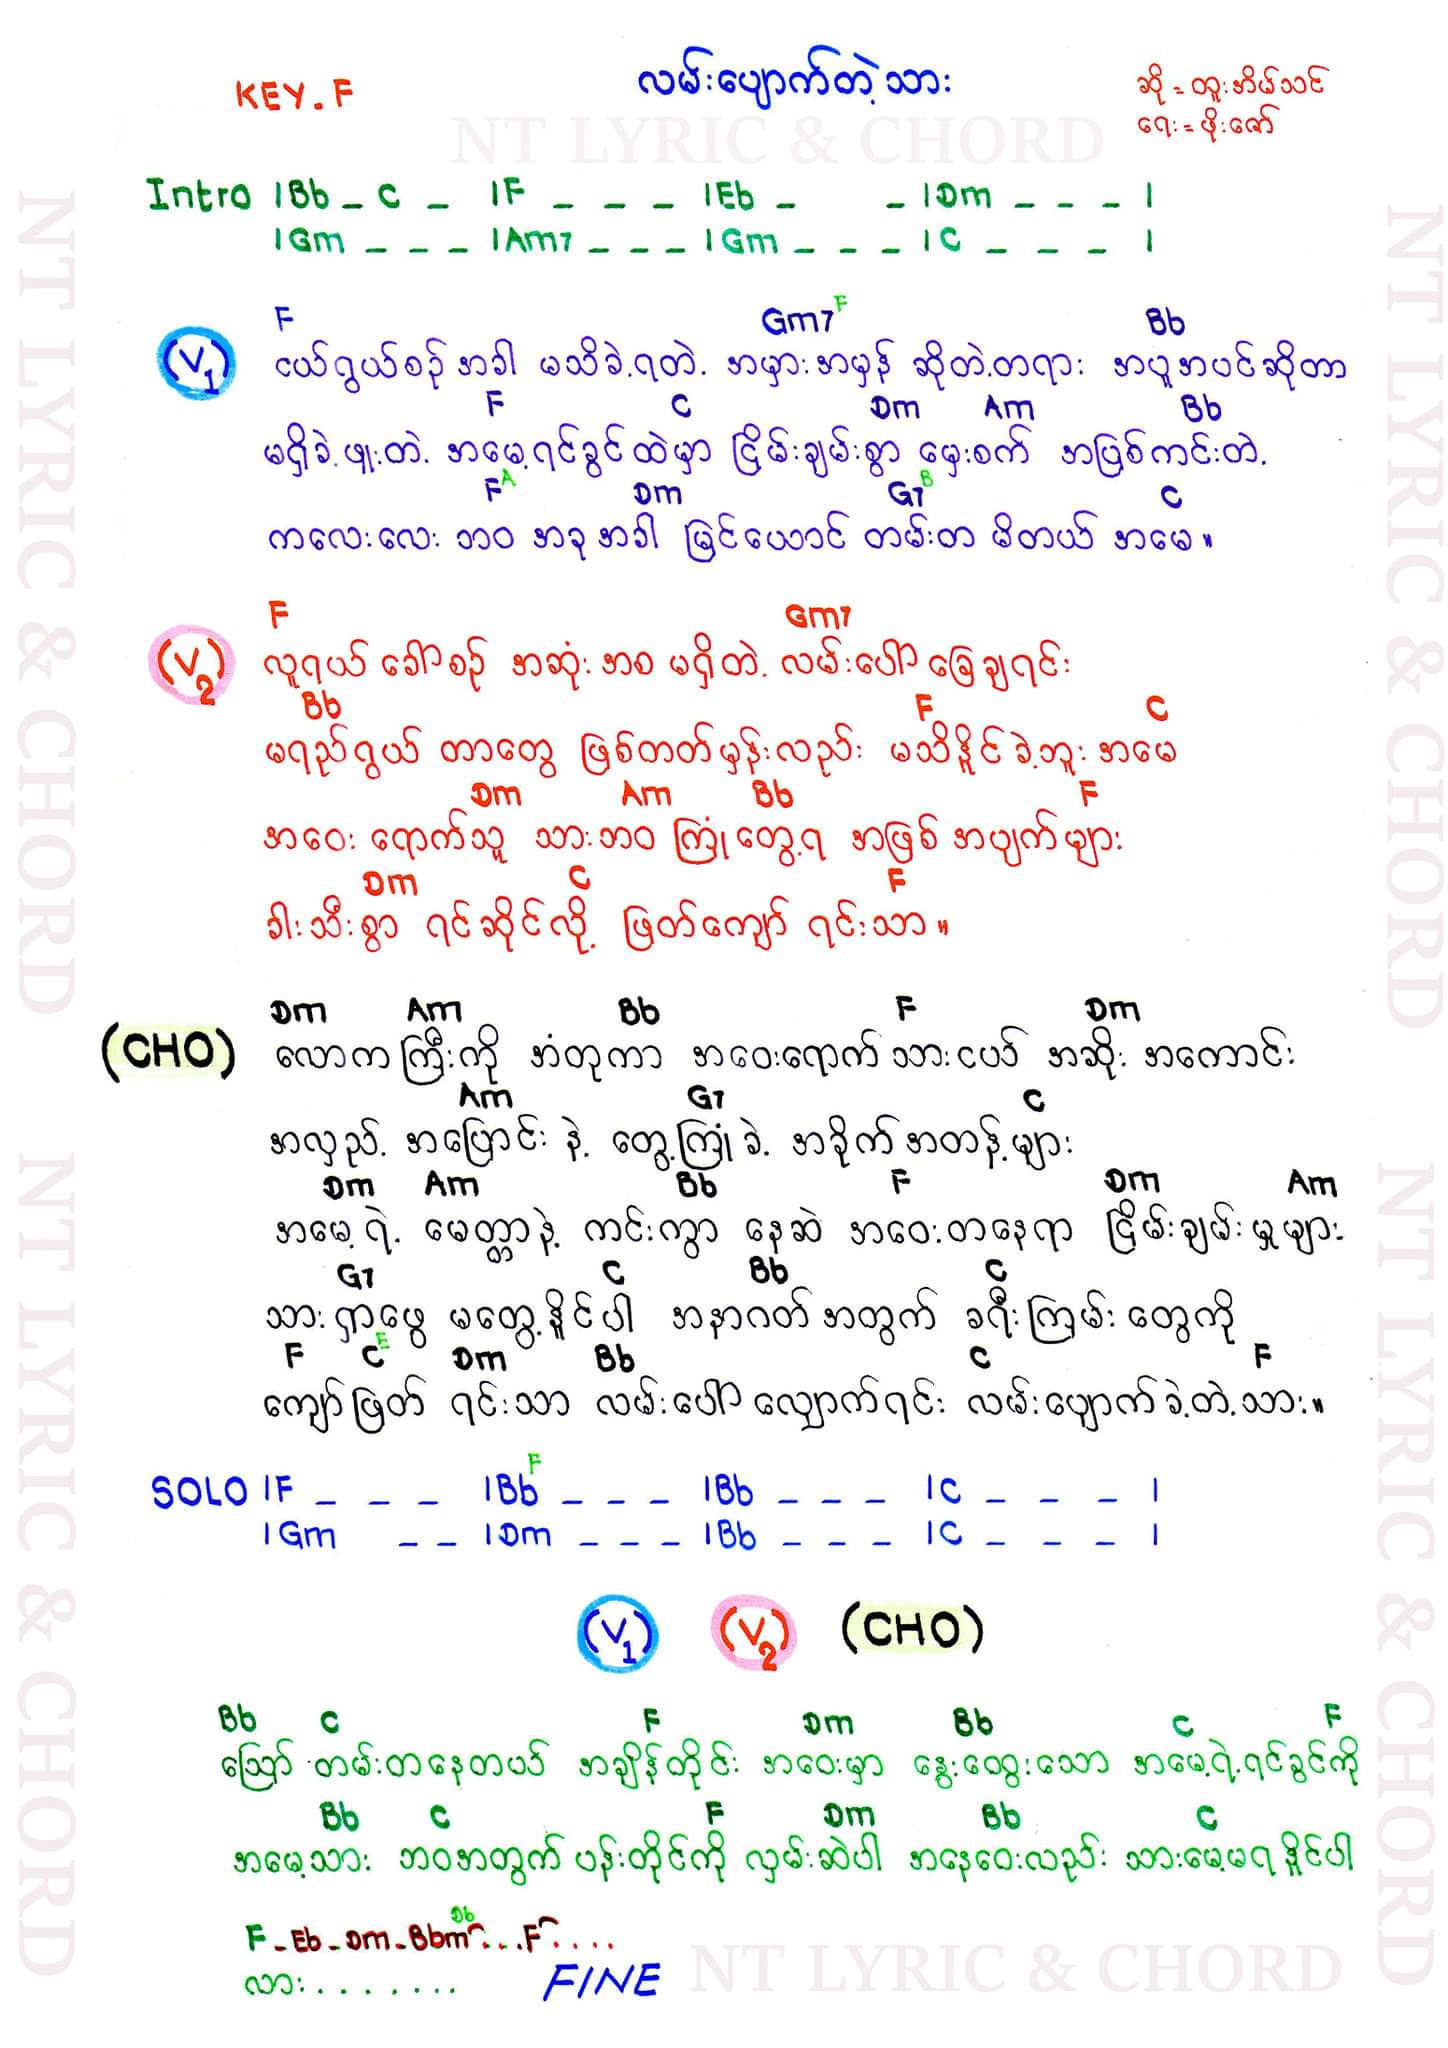 KEY. F
လမ်းပျောက်တဲ့သား
ဆို = ထူးအိမ်သင်
ရေး = ဖိုးဇော်
NT LYRIC & CHORD
Intro |Bb _ C _ |F _ _ _ |Eb _ _ |Dm _ _ _ |
|Gm _ _ _ |Am7 _ _ _ |Gm _ _ _ |C _ _ _ |
F Gm7 F Bb
(V1) ငယ်ရွယ်စဉ်အခါ မသိခဲ့ရတဲ့ အမှားအမှန် ဆိုတဲ့တရား အပူအပင်ဆိုတာ
F C Dm Am Bb
မရှိခဲ့ဖူးတဲ့ အမေ့ရင်ခွင်ထဲမှာ ငြိမ်းချမ်းစွာ မှေးစက် အပြစ်ကင်းတဲ့
F A Dm G7 B C
ကလေးလေး ဘဝ အခုအခါ မြင်ယောင် တမ်းတ မိတယ် အမေ။
F Gm7
(V2) လူရယ် ခေါ်စဉ် အဆုံးအစ မရှိတဲ့ လမ်းပေါ် ခြေချရင်း
Bb F C
မရည်ရွယ် တာတွေ ဖြစ်တတ်မှန်းလည်း မသိနိူင်ခဲ့ဘူး အမေ
Dm Am Bb F
အဝေး ရောက်သူ သားဘဝ ကြုံတွေ့ရ အဖြစ် အပျက်များ
Dm C F
ခါးသီးစွာ ရင်ဆိုင်လို့ ဖြတ်ကျော် ရင်းသာ။
Dm Am Bb F Dm
(CHO) လောကကြီးကို အံတုကာ အဝေးရောက် သားငယ် အဆိုး အကောင်း
Am G7 C
အလှည့် အပြောင်း နဲ့ တွေ့ကြုံခဲ့ အခိုက်အတန့်များ
Dm Am Bb F Dm Am
အမေ့ရဲ့ မေတ္တာနဲ့ ကင်းကွာ နေဆဲ အဝေးတနေရာ ငြိမ်းချမ်းမှုများ
G7 C Bb C
သားရှာဖွေ မတွေ့နိူင်ပါ အနာဂတ်အတွက် ခရီးကြမ်းတွေကို
F C E Dm Bb C F
ကျော်ဖြတ် ရင်းသာ လမ်းပေါ် လျှောက်ရင်း လမ်းပျောက်ခဲ့တဲ့သား။
SOLO |F _ _ _ |Bb F _ _ _ |Bb _ _ _ |C _ _ _ |
|Gm _ _ |Dm _ _ _ |Bb _ _ _ |C _ _ _ |
(V1) (V2) (CHO)
Bb C F Dm Bb C F
သြော် တမ်းတနေတယ် အချိန်တိုင်း အဝေးမှာ နွေးထွေးသော အမေ့ရဲ့ရင်ခွင်ကို
Bb C F Dm Bb C
အမေ့သား ဘဝအတွက် ပန်းတိုင်ကို လှမ်းဆဲပါ အနေဝေးလည်း သားမေ့မရနိူင်ပါ
F - Eb - Dm - Bbm Db . . . F . . . .
လား . . . . . . . . FINE
NT LYRIC & CHORD
NT LYRIC & CHORD
NT LYRIC & CHORD
NT LYRIC & CHORD
NT LYRIC & CHORD